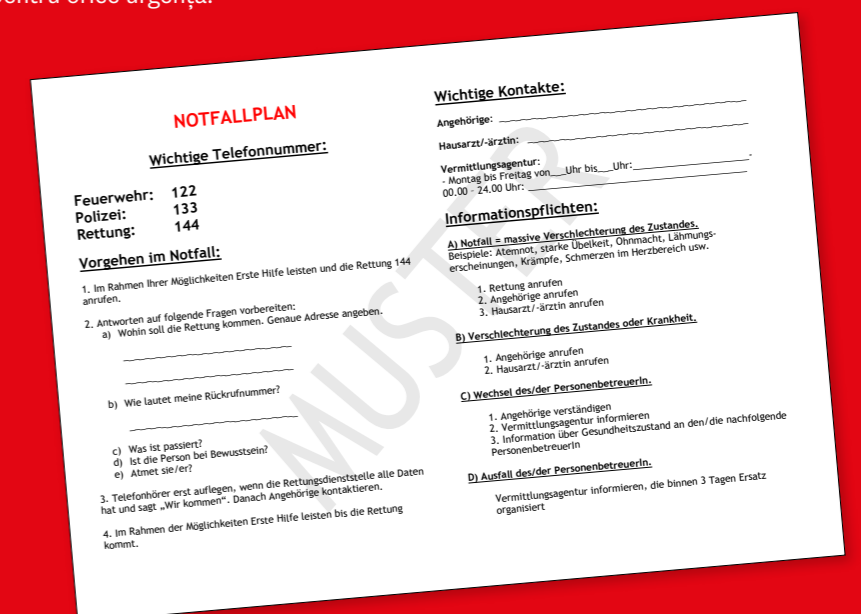 pentru orice urgență.
NOTFALLPLAN
Wichtige Telefonnummer:
Feuerwehr: 122
Polizei: 133
Rettung: 144
Vorgehen im Notfall:
1. Im Rahmen Ihrer Möglichkeiten Erste Hilfe leisten und die Rettung 144
anrufen.
2. Antworten auf folgende Fragen vorbereiten:
a) Wohin soll die Rettung kommen. Genaue Adresse angeben.
b) Wie lautet meine Rückrufnummer?
c) Was ist passiert?
d) Ist die Person bei Bewusstsein?
e) Atmet sie/er?
3. Telefonhörer erst auflegen, wenn die Rettungsdienststelle alle Daten
hat und sagt „Wir kommen“. Danach Angehörige kontaktieren.
4. Im Rahmen der Möglichkeiten Erste Hilfe leisten bis die Rettung
kommt.
Wichtige Kontakte:
Angehörige:
Hausarzt/-ärztin:
Vermittlungsagentur:
- Montag bis Freitag von___Uhr bis___Uhr:
00.00 - 24.00 Uhr:
Informationspflichten:
A) Notfall = massive Verschlechterung des Zustandes.
Beispiele: Atemnot, starke Übelkeit, Ohnmacht, Lähmungs-
erscheinungen, Krämpfe, Schmerzen im Herzbereich usw.
1. Rettung anrufen
2. Angehörige anrufen
3. Hausarzt/-ärztin anrufen
B) Verschlechterung des Zustandes oder Krankheit.
1. Angehörige anrufen
2. Hausarzt/-ärztin anrufen
C) Wechsel des/der PersonenbetreuerIn.
1. Angehörige verständigen
2. Vermittlungsagentur informieren
3. Information über Gesundheitszustand an den/die nachfolgende
PersonenbetreuerIn
D) Ausfall des/der PersonenbetreuerIn.
Vermittlungsagentur informieren, die binnen 3 Tagen Ersatz
organisiert
MUSTER